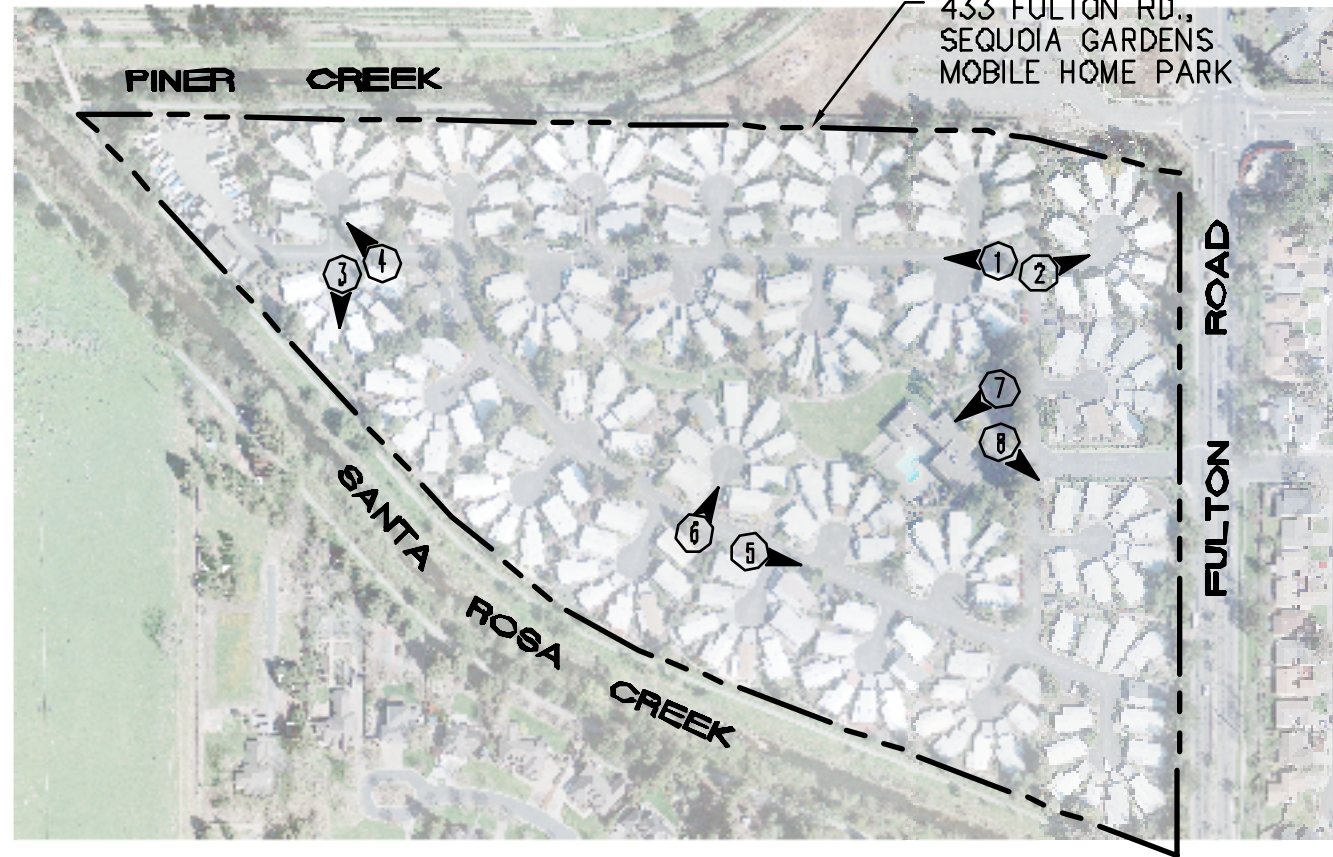 433 FULTON RD.,
SEQUOIA GARDENS
MOBILE HOME PARK
PINER CREEK
ROAD
FULTON
SANTA
ROSA
CREEK
1
2
3
4
5
6
7
8